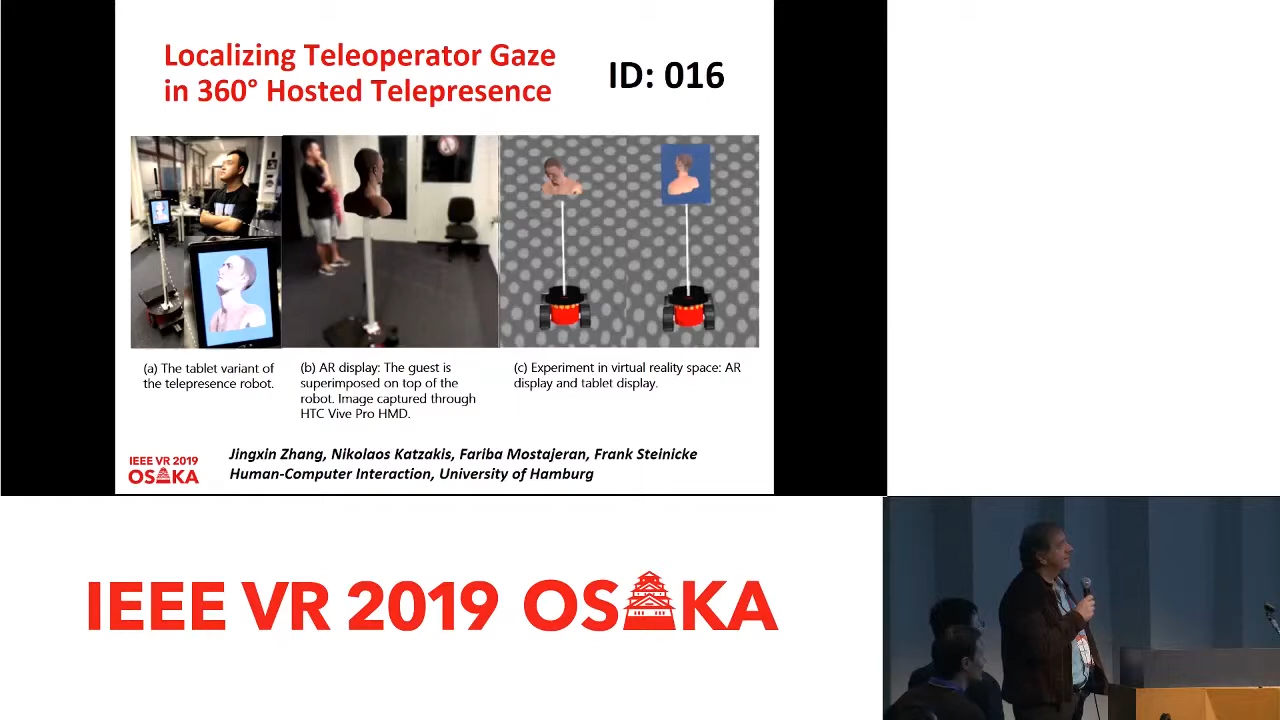 Localizing Teleoperator Gaze
in 360° Hosted Telepresence
ID: 016
(a) The tablet variant of
the telepresence robot.
(b) AR display: The guest is
superimposed on top of the
robot. Image captured through
HTC Vive Pro HMD.
(c) Experiment in virtual reality space: AR
display and tablet display.
IEEE VR 2019
OSAKA
Jingxin Zhang, Nikolaos Katzakis, Fariba Mostajeran, Frank Steinicke
Human-Computer Interaction, University of Hamburg
IEEE VR 2019 OSAKA